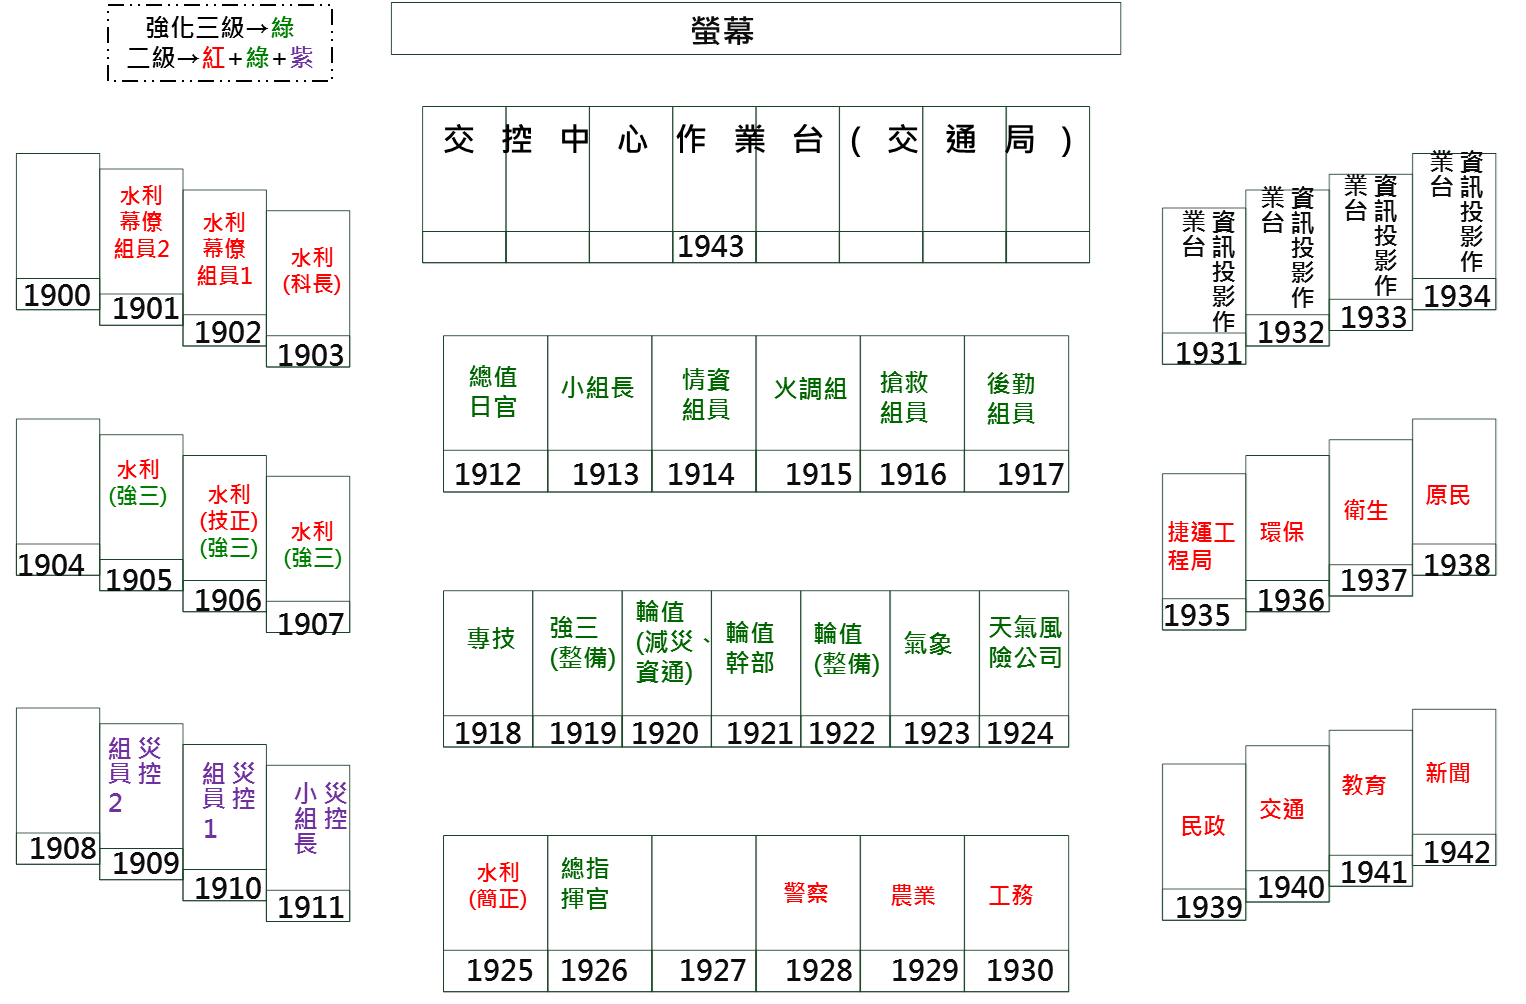 強化三級→綠
二級→紅+綠+紫
螢幕
交控中心作業台(交通局)
1943
1900
水利
幕僚
組員2
1901
水利
幕僚
組員1
1902
水利
(科長)
1903
資訊投影作
業台
1931
資訊投影作
業台
1932
資訊投影作
業台
1933
資訊投影作
業台
1934
總值
日官
1912
小組長
1913
情資
組員
1914
火調組
1915
搶救
組員
1916
後勤
組員
1917
1904
水利
(強三)
1905
水利
(技正)
(強三)
1906
水利
(強三)
1907
捷運工
程局
1935
環保
1936
衛生
1937
原民
1938
專技
1918
強三
(整備)
1919
輪值
(減災、
資通)
1920
輪值
幹部
1921
輪值
(整備)
1922
氣象
1923
天氣風
險公司
1924
1908
災控
組員
2
1909
災控
組員
1
1910
災控
小組長
1911
水利
(簡正)
1925
總指
揮官
1926
1927
警察
1928
農業
1929
工務
1930
民政
1939
交通
1940
教育
1941
新聞
1942